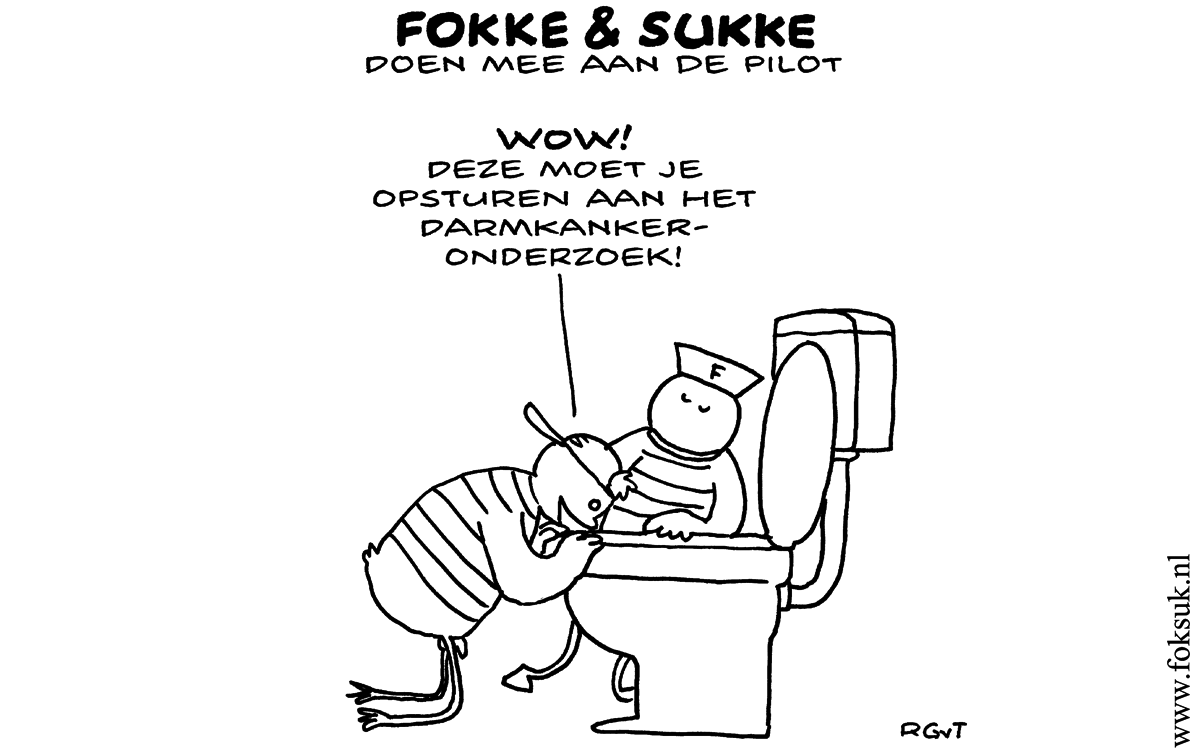 FOKKE & SUKKE
DOEN MEE AAN DE PILOT
WOW!
DEZE MOET JE
OPSTUREN AAN HET
DARMKANKER-
ONDERZOEK!
F
RGvT
www.foksuk.nl